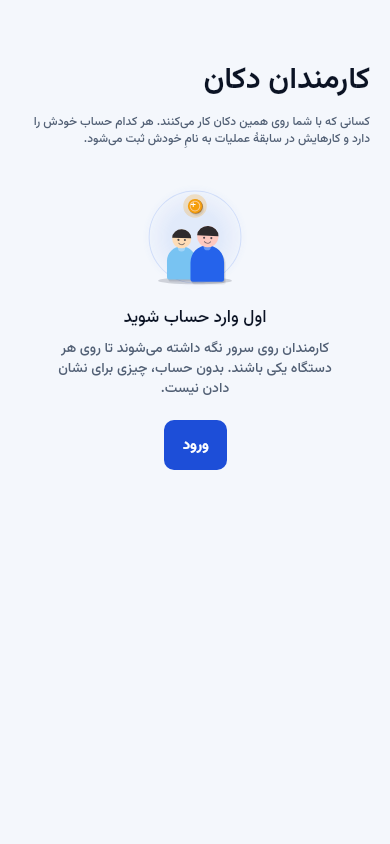 کارمندان دکان
کسانی که با شما روی همین دکان کار می‌کنند. هر کدام حساب خودش را
دارد و کارهایش در سابقهٔ عملیات به نامِ خودش ثبت می‌شود.
اول وارد حساب شوید
کارمندان روی سرور نگه داشته می‌شوند تا روی هر
دستگاه یکی باشند. بدون حساب، چیزی برای نشان
دادن نیست.
ورود